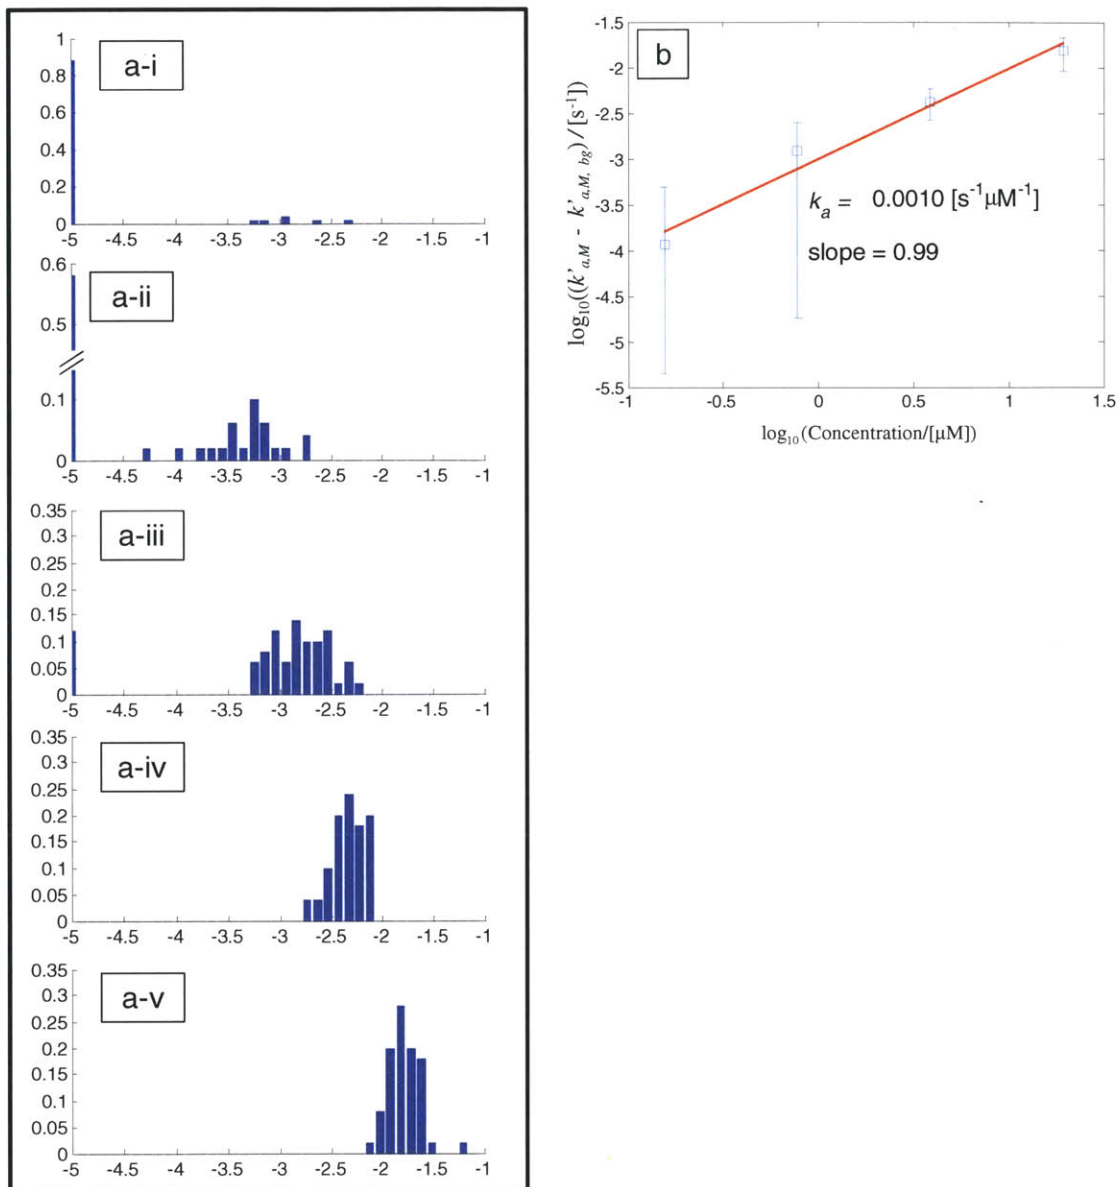 a-i
1
0.8
0.6
0.4
0.2
0
-5 -4.5 -4 -3.5 -3 -2.5 -2 -1.5 -1
a-ii
0.6
0.5
0.1
0
-5 -4.5 -4 -3.5 -3 -2.5 -2 -1.5 -1
a-iii
0.35
0.3
0.25
0.2
0.15
0.1
0.05
0
-5 -4.5 -4 -3.5 -3 -2.5 -2 -1.5 -1
a-iv
0.35
0.3
0.25
0.2
0.15
0.1
0.05
0
-5 -4.5 -4 -3.5 -3 -2.5 -2 -1.5 -1
a-v
0.35
0.3
0.25
0.2
0.15
0.1
0.05
0
-5 -4.5 -4 -3.5 -3 -2.5 -2 -1.5 -1
b
log₁₀((k'a,M - k'a,M, bg) / [s⁻¹])
-1.5
-2
-2.5
-3
-3.5
-4
-4.5
-5
-5.5
kₐ = 0.0010 [s⁻¹μM⁻¹]
slope = 0.99
-1 -0.5 0 0.5 1 1.5
log₁₀(Concentration/[μM])